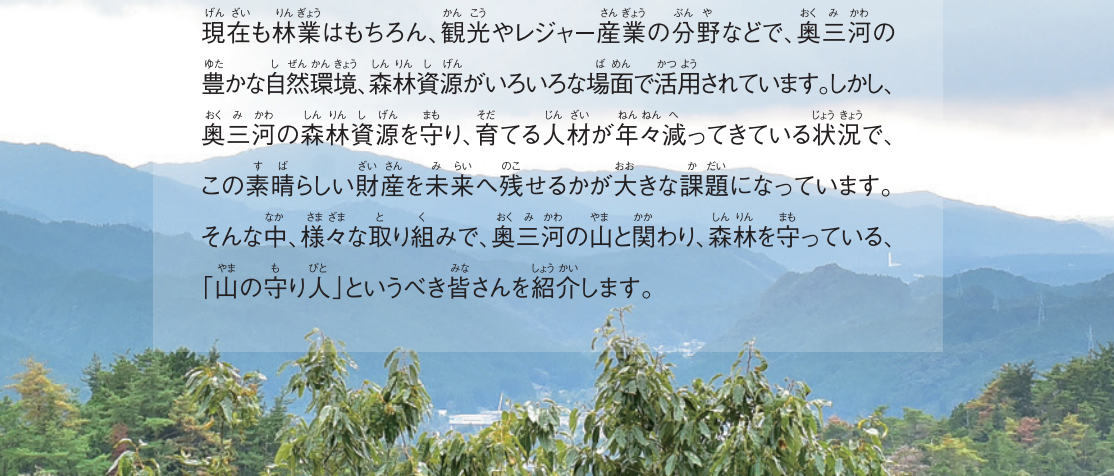 現在も林業はもちろん、観光やレジャー産業の分野などで、奥三河の
豊かな自然環境、森林資源がいろいろな場面で活用されています。しかし、
奥三河の森林資源を守り、育てる人材が年々減ってきている状況で、
この素晴らしい財産を未来へ残せるかが大きな課題になっています。
そんな中、様々な取り組みで、奥三河の山と関わり、森林を守っている、
「山の守り人」というべき皆さんを紹介します。